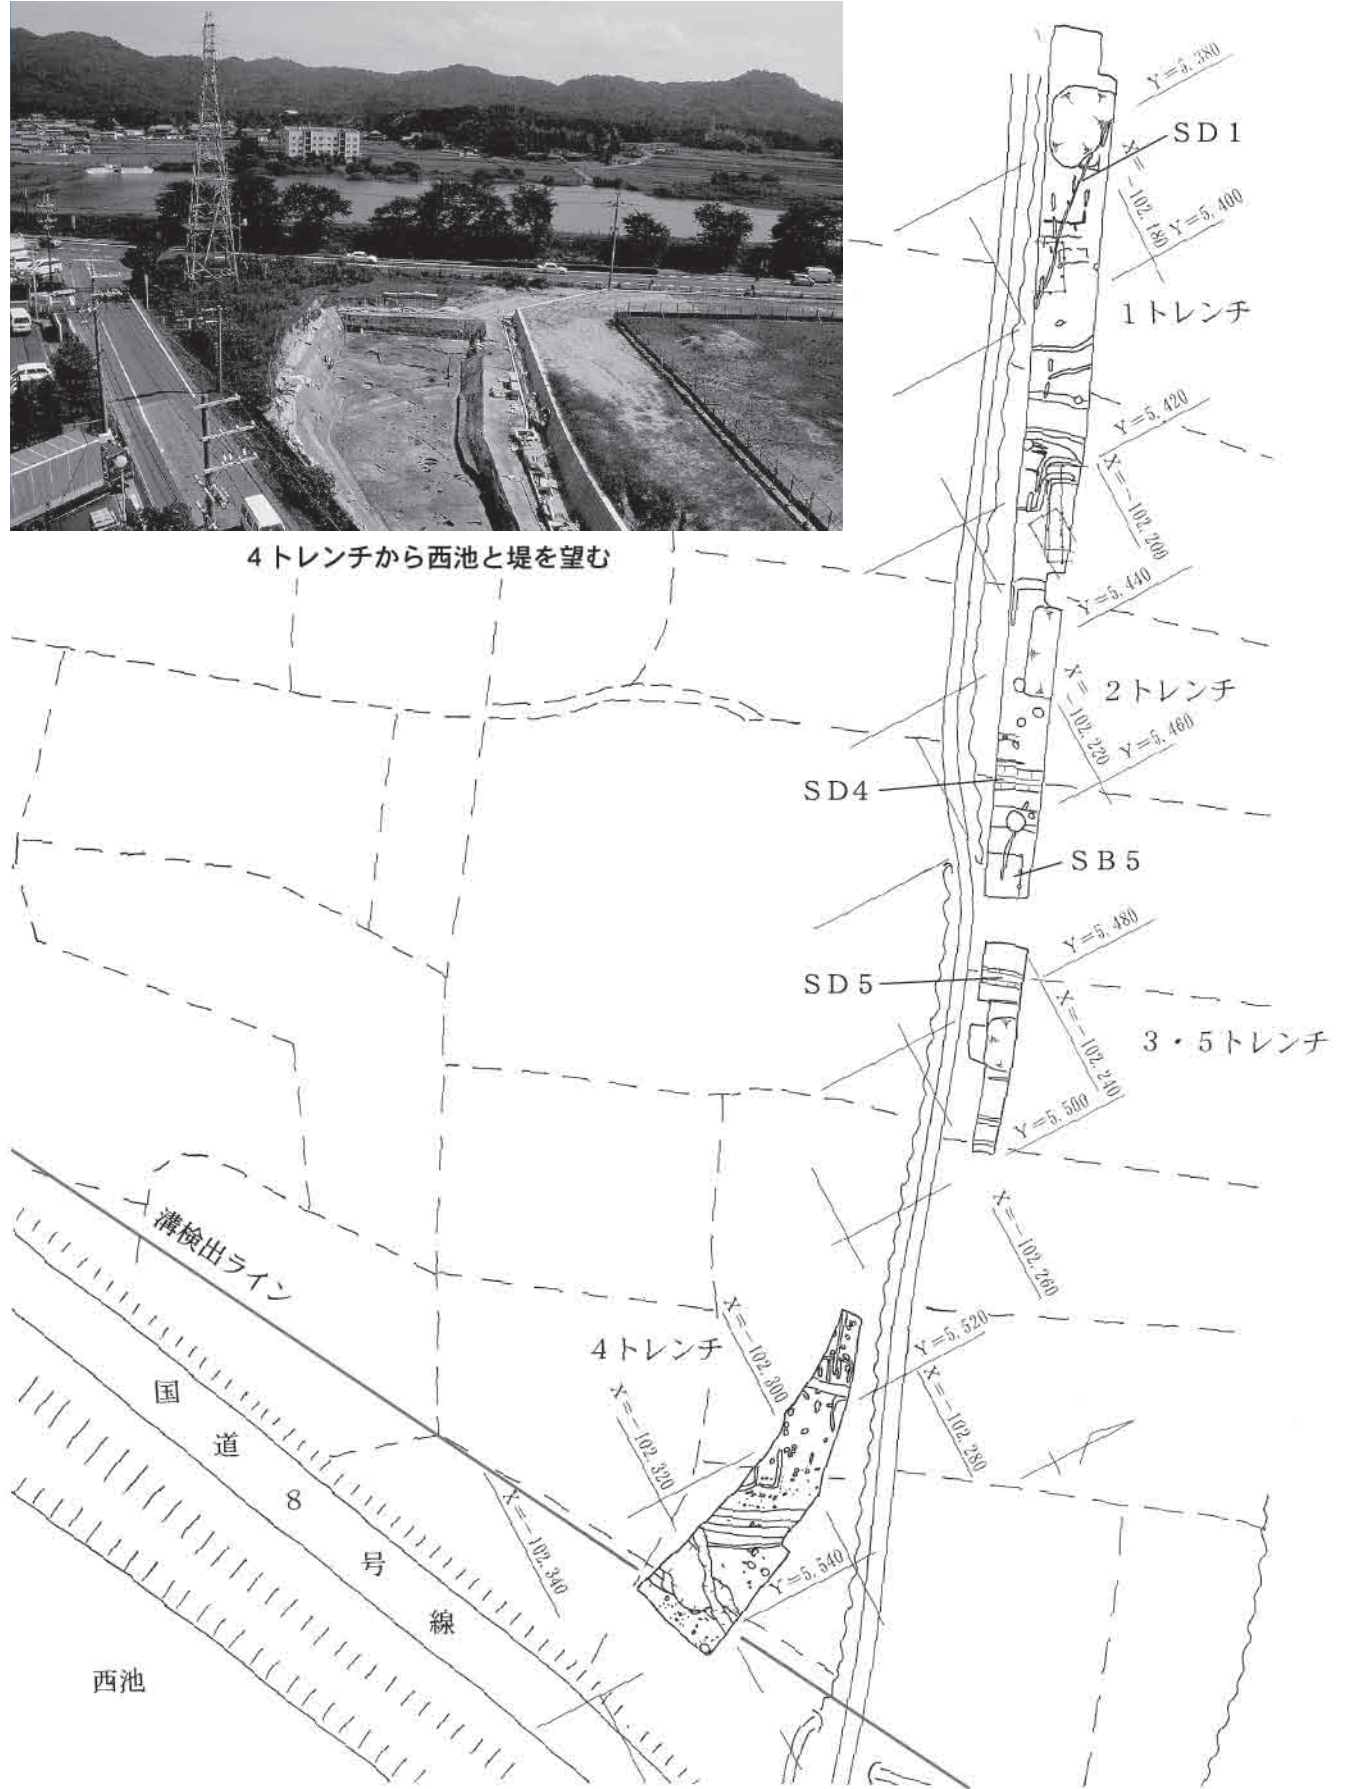 4トレンチから西池と堤を望む
Y=5,380
SD1
X=-102,180
Y=5,400
1トレンチ
Y=5,420
X=-102,200
Y=5,440
2トレンチ
X=-102,220
Y=5,460
SD4
SB5
Y=5,480
SD5
X=-102,240
3・5トレンチ
Y=5,500
X=-102,260
溝検出ライン
4トレンチ
X=-102,300
Y=5,520
X=-102,280
X=-102,320
X=-102,340
Y=5,540
国道8号線
西池